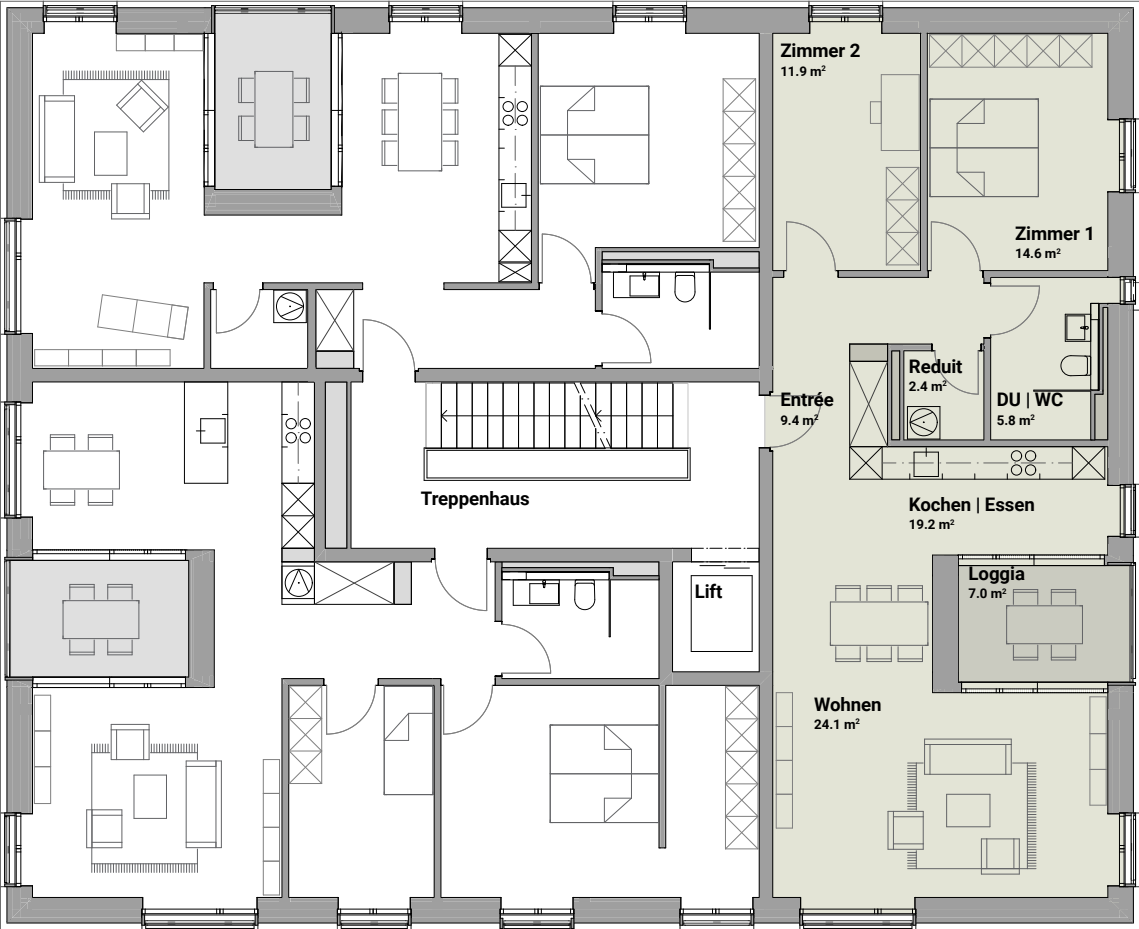 Zimmer 2
11.9 m²
Zimmer 1
14.6 m²
Reduit
2.4 m²
Entrée
9.4 m²
DU | WC
5.8 m²
Treppenhaus
Kochen | Essen
19.2 m²
Loggia
7.0 m²
Lift
Wohnen
24.1 m²